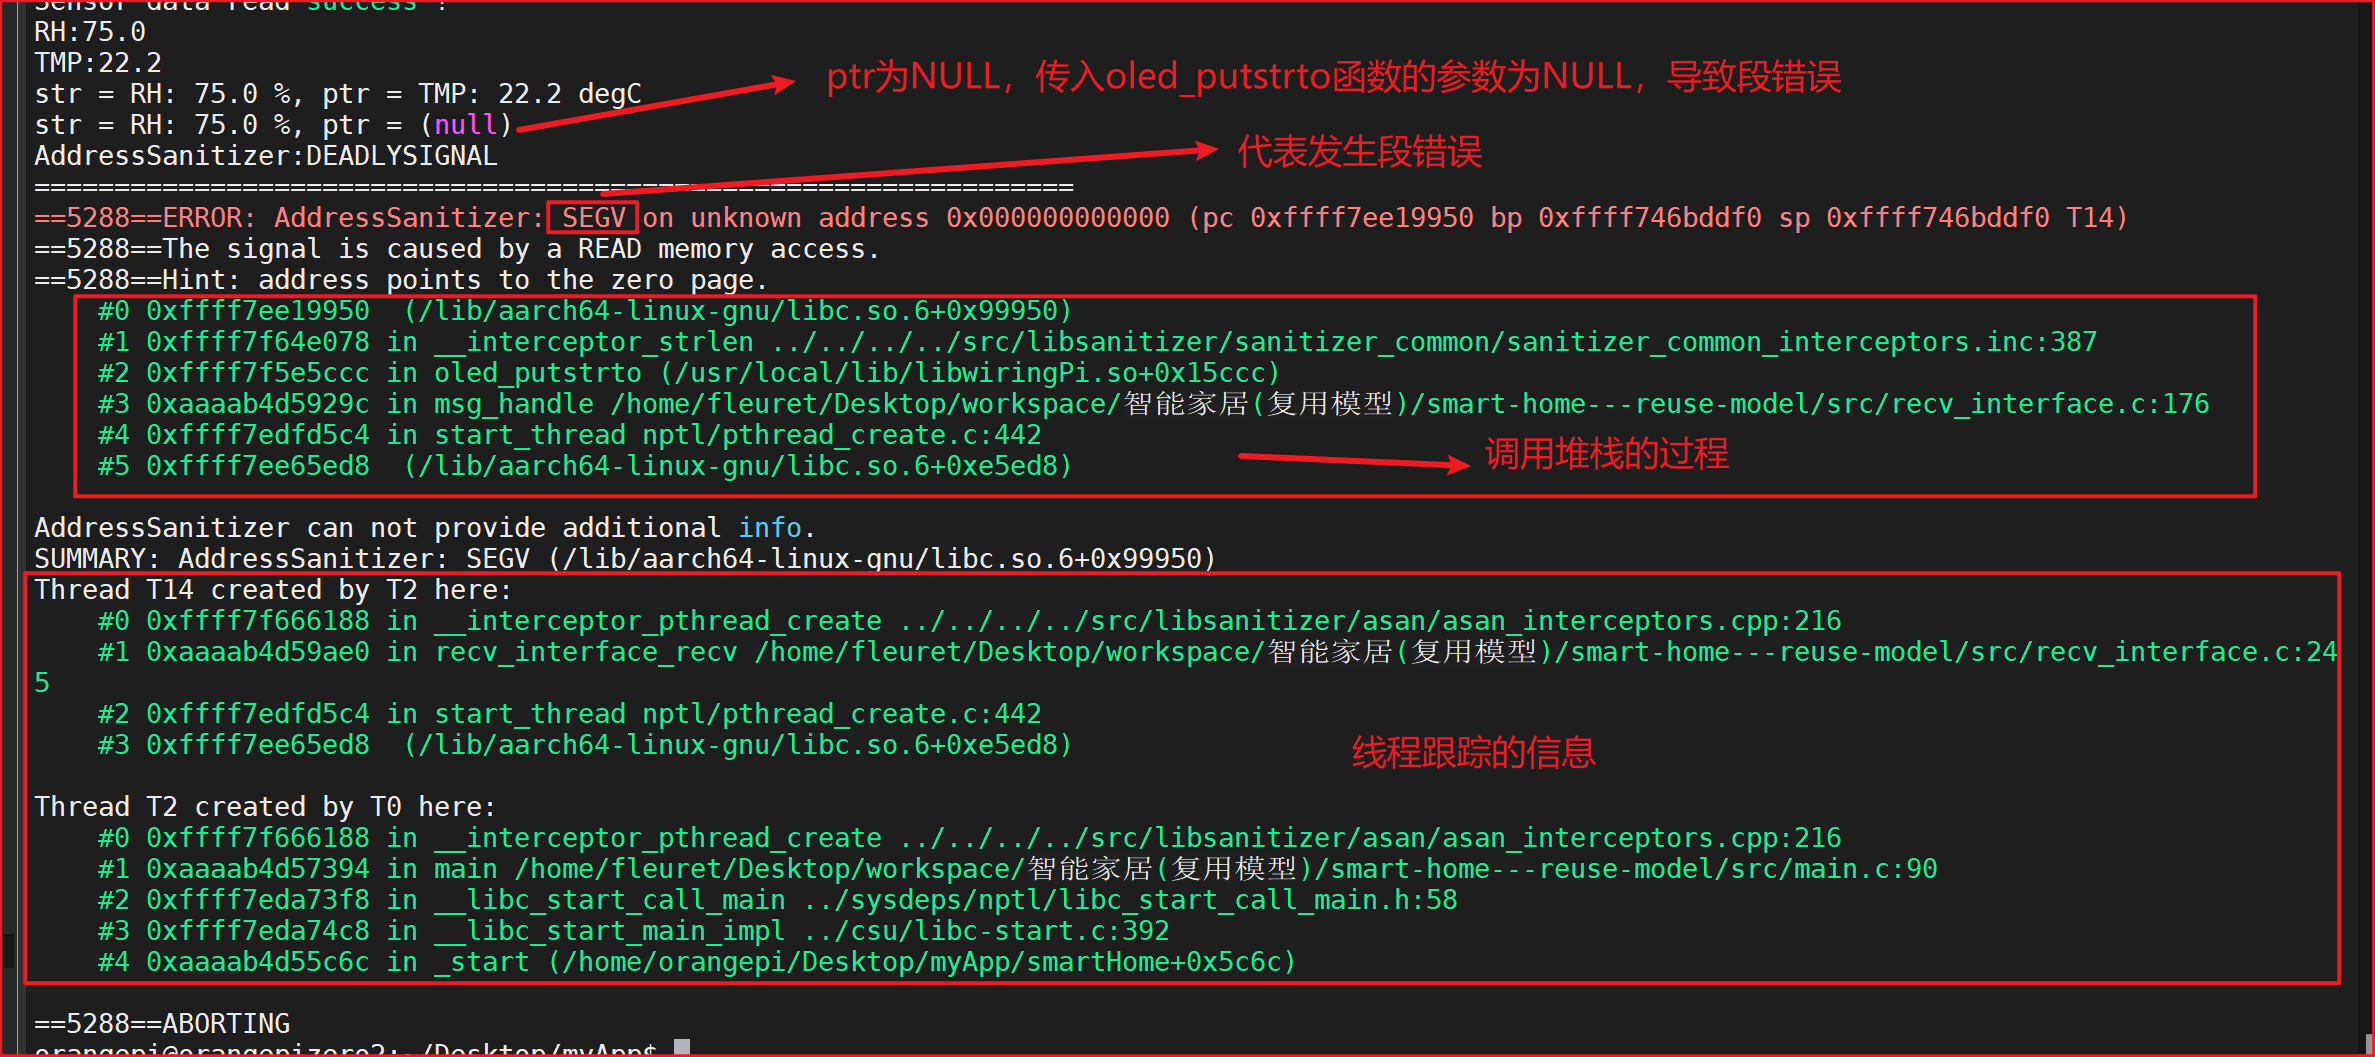 Sensor data read success !
RH:75.0
TMP:22.2
ptr为NULL，传入oled_putstrto函数的参数为NULL，导致段错误
str = RH: 75.0 %, ptr = TMP: 22.2 degC
str = RH: 75.0 %, ptr = (null)
AddressSanitizer:DEADLYSIGNAL
代表发生段错误
=================================================================
==5288==ERROR: AddressSanitizer: SEGV on unknown address 0x000000000000 (pc 0xffff7ee19950 bp 0xffff746bddf0 sp 0xffff746bddf0 T14)
==5288==The signal is caused by a READ memory access.
==5288==Hint: address points to the zero page.
#0 0xffff7ee19950  (/lib/aarch64-linux-gnu/libc.so.6+0x99950)
#1 0xffff7f64e078 in __interceptor_strlen ../../../../src/libsanitizer/sanitizer_common/sanitizer_common_interceptors.inc:387
#2 0xffff7f5e5ccc in oled_putstrto (/usr/local/lib/libwiringPi.so+0x15ccc)
#3 0xaaaab4d5929c in msg_handle /home/fleuret/Desktop/workspace/智能家居(复用模型)/smart-home---reuse-model/src/recv_interface.c:176
#4 0xffff7edfd5c4 in start_thread nptl/pthread_create.c:442
#5 0xffff7ee65ed8  (/lib/aarch64-linux-gnu/libc.so.6+0xe5ed8)
调用堆栈的过程
AddressSanitizer can not provide additional info.
SUMMARY: AddressSanitizer: SEGV (/lib/aarch64-linux-gnu/libc.so.6+0x99950)
Thread T14 created by T2 here:
#0 0xffff7f666188 in __interceptor_pthread_create ../../../../src/libsanitizer/asan/asan_interceptors.cpp:216
#1 0xaaaab4d59ae0 in recv_interface_recv /home/fleuret/Desktop/workspace/智能家居(复用模型)/smart-home---reuse-model/src/recv_interface.c:24
5
#2 0xffff7edfd5c4 in start_thread nptl/pthread_create.c:442
#3 0xffff7ee65ed8  (/lib/aarch64-linux-gnu/libc.so.6+0xe5ed8)
线程跟踪的信息
Thread T2 created by T0 here:
#0 0xffff7f666188 in __interceptor_pthread_create ../../../../src/libsanitizer/asan/asan_interceptors.cpp:216
#1 0xaaaab4d57394 in main /home/fleuret/Desktop/workspace/智能家居(复用模型)/smart-home---reuse-model/src/main.c:90
#2 0xffff7eda73f8 in __libc_start_call_main ../sysdeps/nptl/libc_start_call_main.h:58
#3 0xffff7eda74c8 in __libc_start_main_impl ../csu/libc-start.c:392
#4 0xaaaab4d55c6c in _start (/home/orangepi/Desktop/myApp/smartHome+0x5c6c)
==5288==ABORTING
orangepi@orangepizero2:~/Desktop/myApp$